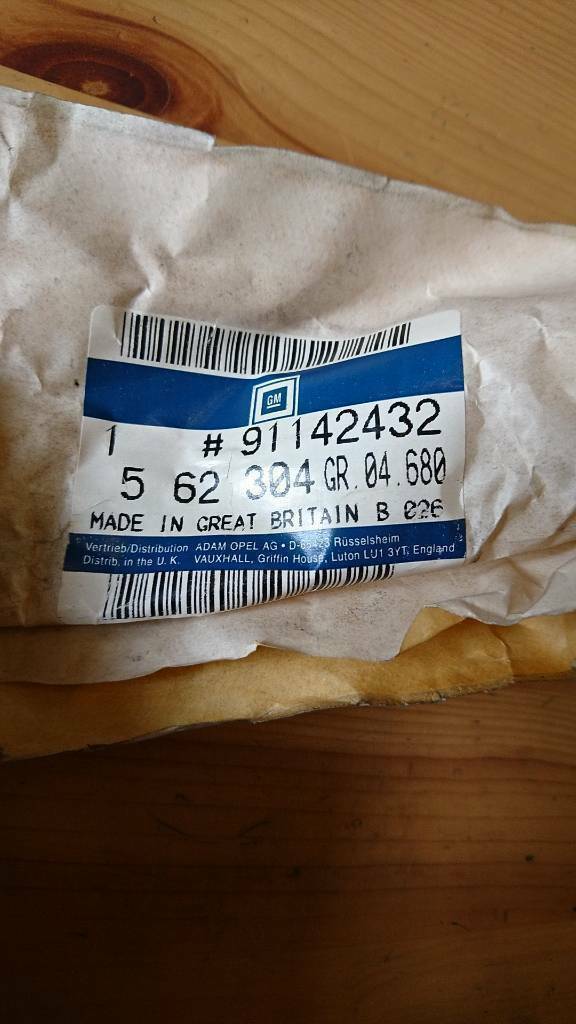 GM
1 # 91142432
5 62 304 GR.04.680
MADE IN GREAT BRITAIN B 026
Vertrieb/Distribution ADAM OPEL AG • D-65423 Rüsselsheim
Distrib. in the U. K. VAUXHALL, Griffin House, Luton LU1 3YT, England